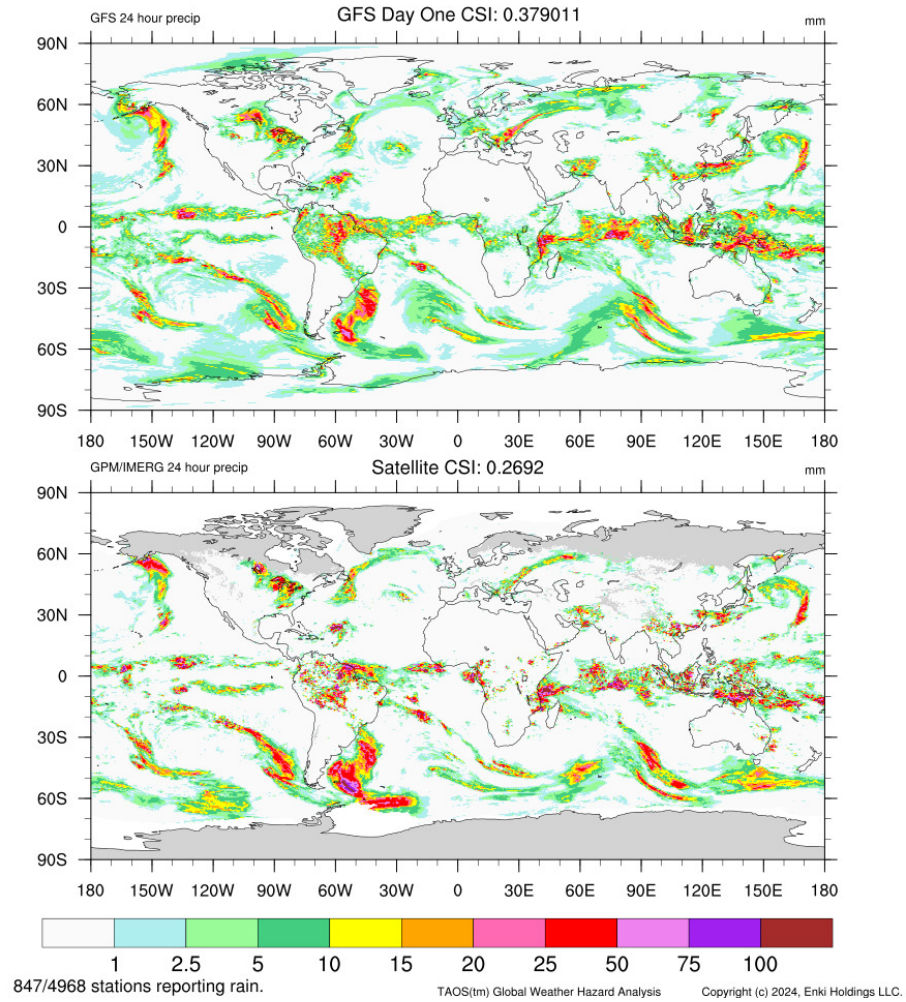 GFS 24 hour precip GFS Day One CSI: 0.379011 mm
90N
60N
30N
0
30S
60S
90S
180 150W 120W 90W 60W 30W 0 30E 60E 90E 120E 150E 180
GPM/IMERG 24 hour precip Satellite CSI: 0.2692 mm
90N
60N
30N
0
30S
60S
90S
180 150W 120W 90W 60W 30W 0 30E 60E 90E 120E 150E 180
1 2.5 5 10 15 20 25 50 75 100
847/4968 stations reporting rain. TAOS(tm) Global Weather Hazard Analysis Copyright (c) 2024, Enki Holdings LLC.